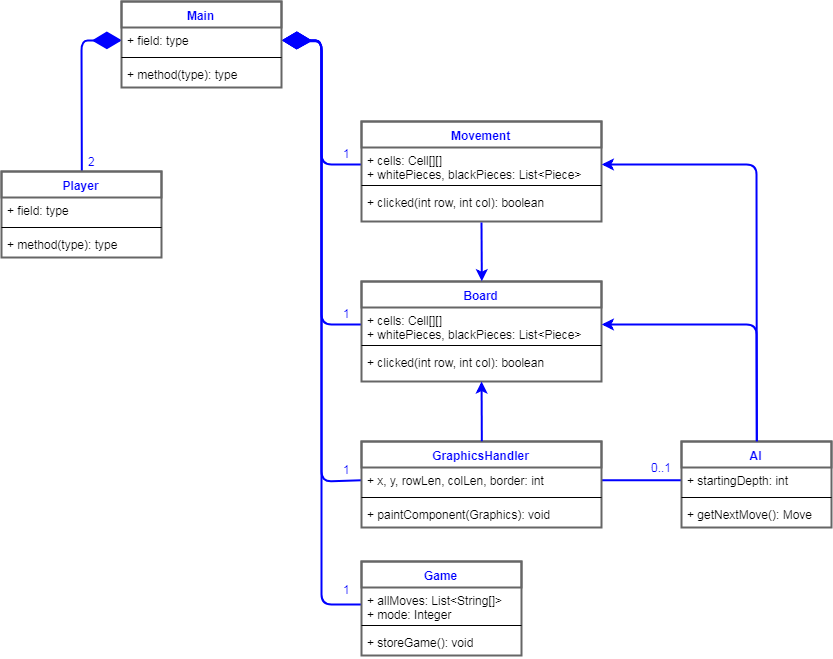 Main
+ field: type
+ method(type): type
2
Player
+ field: type
+ method(type): type
1
Movement
+ cells: Cell[][]
+ whitePieces, blackPieces: List<Piece>
+ clicked(int row, int col): boolean
1
Board
+ cells: Cell[][]
+ whitePieces, blackPieces: List<Piece>
+ clicked(int row, int col): boolean
1
GraphicsHandler
+ x, y, rowLen, colLen, border: int
+ paintComponent(Graphics): void
0..1
AI
+ startingDepth: int
+ getNextMove(): Move
1
Game
+ allMoves: List<String[]>
+ mode: Integer
+ storeGame(): void